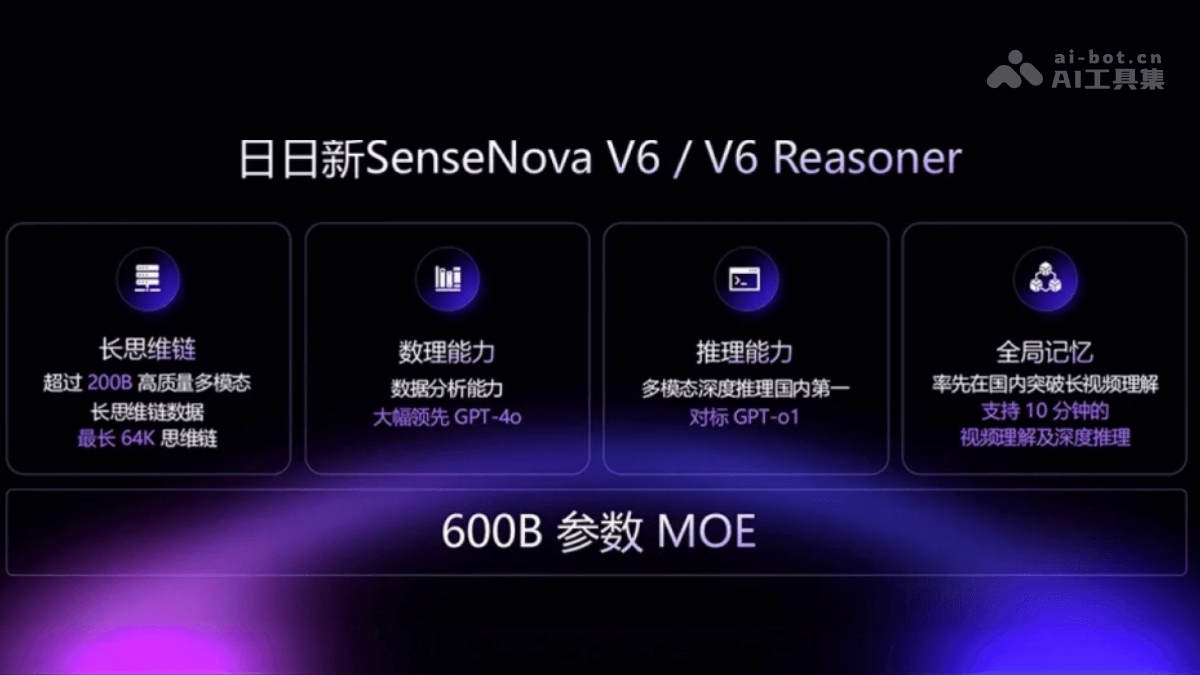 ai-bot.cn
AI工具集
日日新SenseNova V6 / V6 Reasoner
长思维链
超过 200B 高质量多模态
长思维链数据
最长 64K 思维链
数理能力
数据分析能力
大幅领先 GPT-4o
推理能力
多模态深度推理国内第一
对标 GPT-o1
全局记忆
率先在国内突破长视频理解
支持 10 分钟的
视频理解及深度推理
600B 参数 MOE